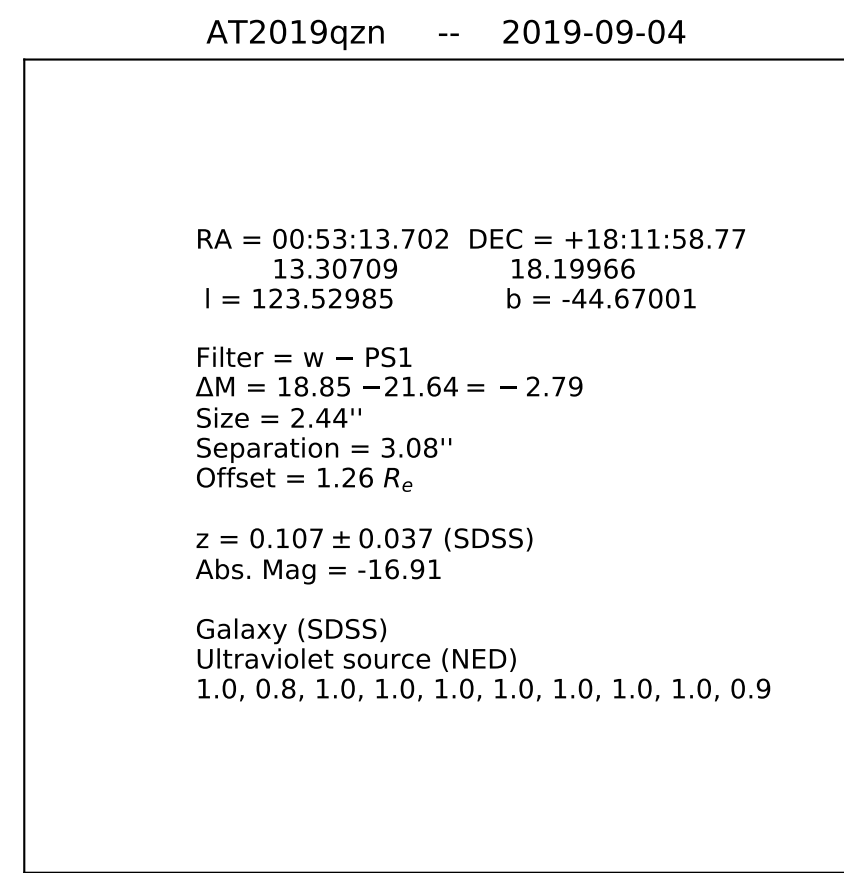 AT2019qzn -- 2019-09-04
RA = 00:53:13.702 DEC = +18:11:58.77
13.30709 18.19966
l = 123.52985 b = -44.67001
Filter = w − PS1
ΔM = 18.85 −21.64 = − 2.79
Size = 2.44''
Separation = 3.08''
Offset = 1.26 Re
z = 0.107 ± 0.037 (SDSS)
Abs. Mag = -16.91
Galaxy (SDSS)
Ultraviolet source (NED)
1.0, 0.8, 1.0, 1.0, 1.0, 1.0, 1.0, 1.0, 1.0, 0.9